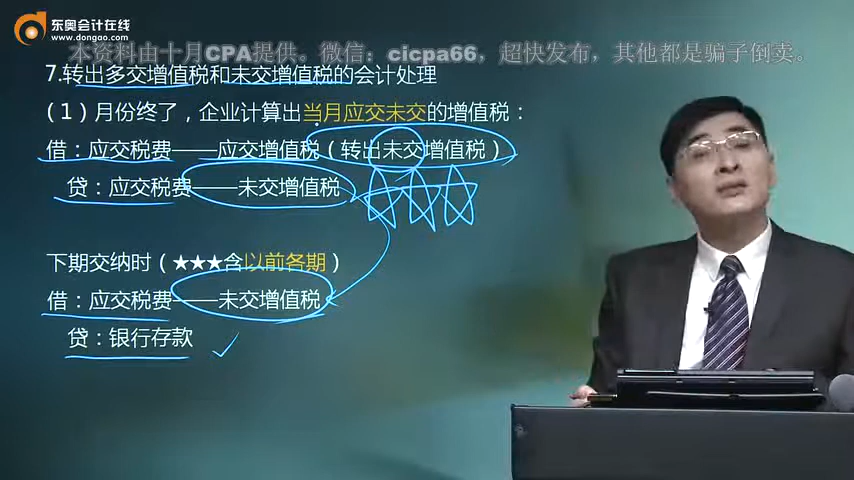 东奥会计在线
www.dongao.com
本资料由十月CPA提供。微信：cicpa66，超快发布，其他都是骗子倒卖。
7.转出多交增值税和未交增值税的会计处理
（1）月份终了，企业计算出当月应交未交的增值税：
借：应交税费——应交增值税（转出未交增值税）
贷：应交税费——未交增值税
下期交纳时（★★★含以前各期）
借：应交税费——未交增值税
贷：银行存款